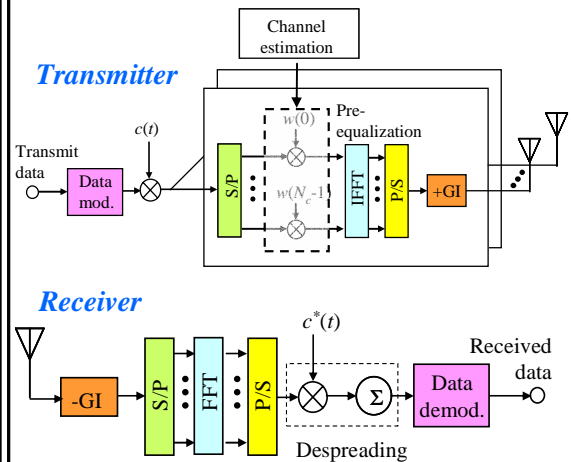 Channel
estimation
Transmitter
w(0)
Pre-
equalization
c(t)
Transmit
data
Data
mod.
S/P
w(N_c-1)
IFFT
P/S
+GI
Receiver
c*(t)
Received
data
-GI
S/P
FFT
P/S
Σ
Data
demod.
Despreading